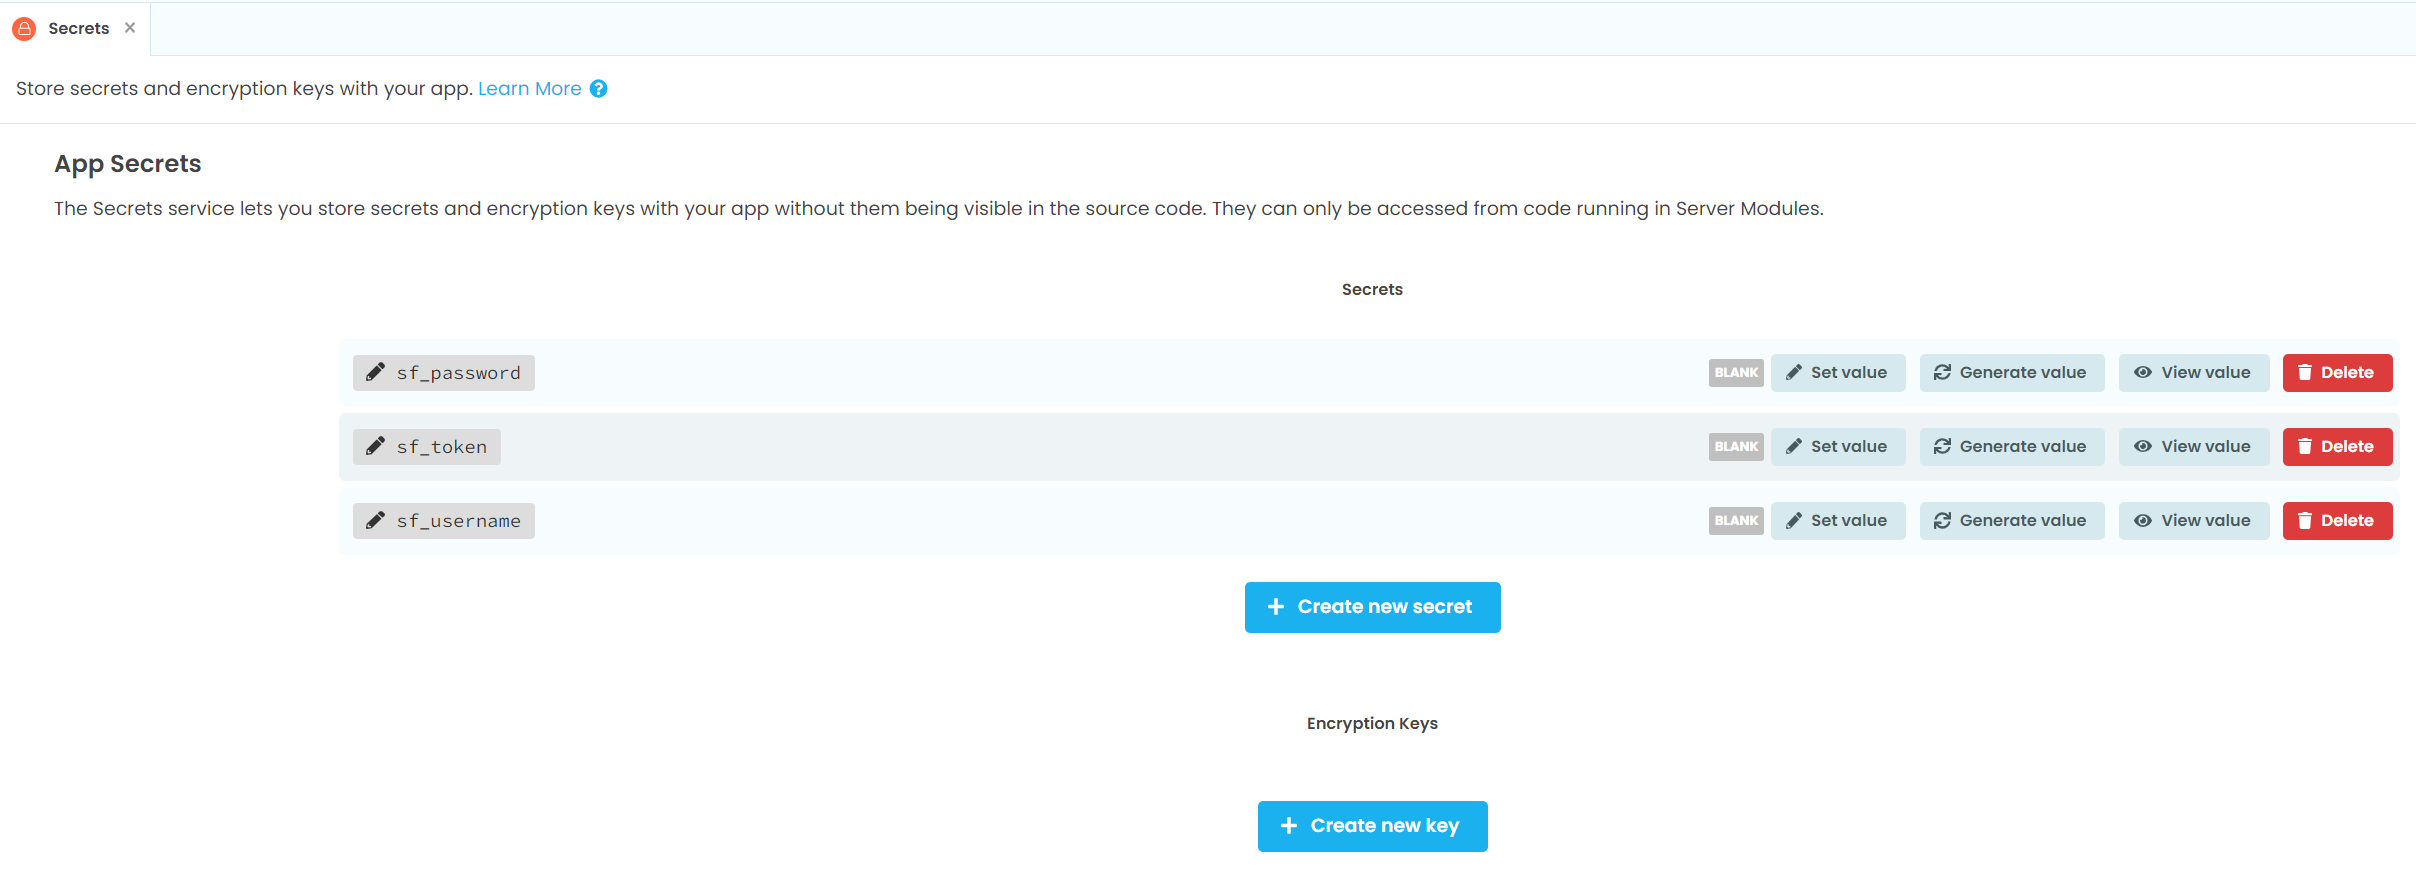 Secrets ×
Store secrets and encryption keys with your app. Learn More ?
App Secrets
The Secrets service lets you store secrets and encryption keys with your app without them being visible in the source code. They can only be accessed from code running in Server Modules.
Secrets
sf_password BLANK Set value Generate value View value Delete
sf_token BLANK Set value Generate value View value Delete
sf_username BLANK Set value Generate value View value Delete
+ Create new secret
Encryption Keys
+ Create new key